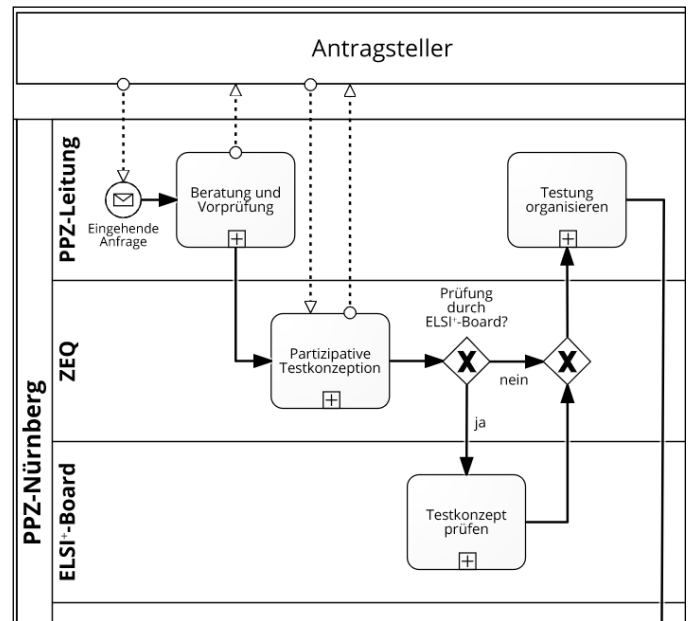 Antragsteller
PPZ-Nürnberg
PPZ-Leitung
Eingehende
Anfrage
Beratung und
Vorprüfung
Testung
organisieren
ZEQ
Partizipative
Testkonzeption
Prüfung
durch
ELSI⁺-Board?
nein
ja
ELSI⁺-Board
Testkonzept
prüfen